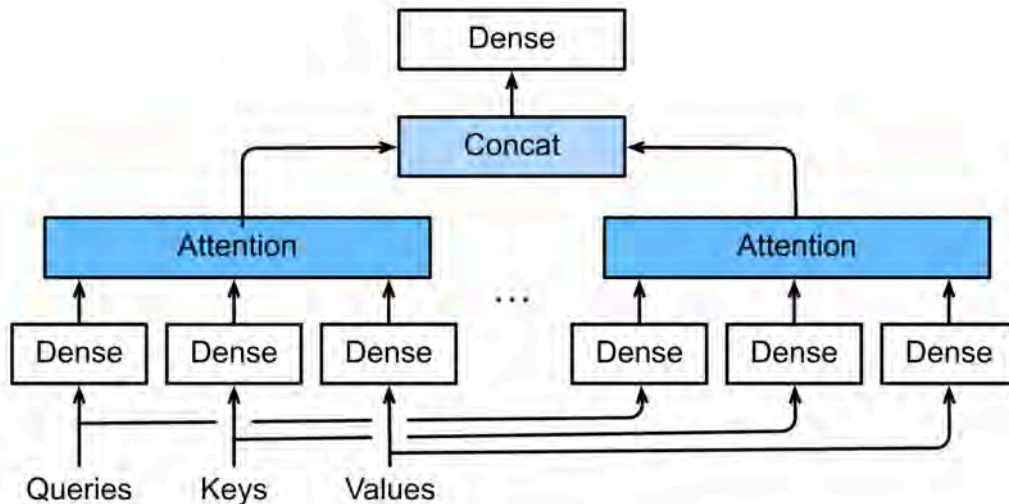 Dense
Concat
Attention Attention
...
Dense Dense Dense Dense Dense Dense
Queries Keys Values